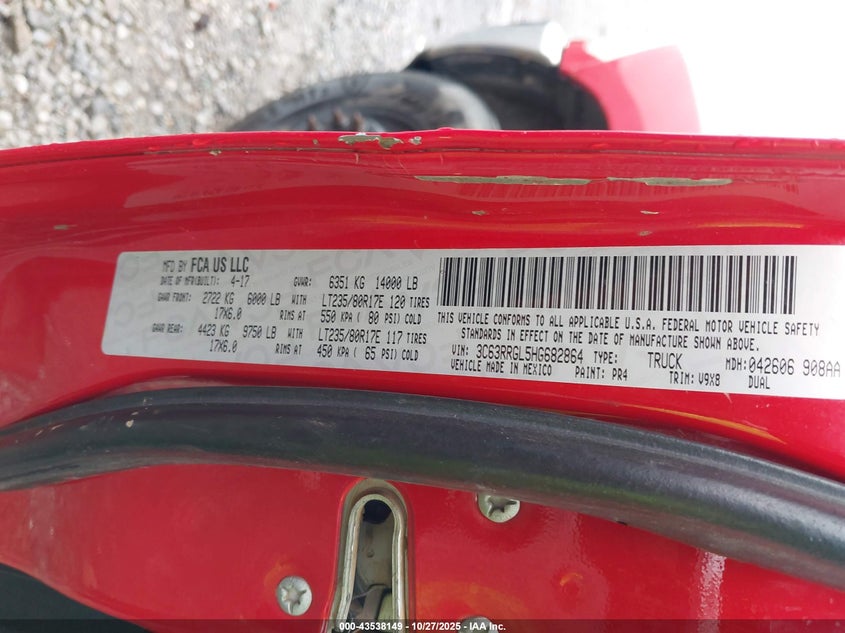 MFD BY FCA US LLC
DATE OF MFR(BUILT): 4-17 GVWR: 6351 KG 14000 LB
GAWR FRONT: 2722 KG 6000 LB WITH LT235/80R17E 120 TIRES
17X6.0 RIMS AT 550 KPA ( 80 PSI) COLD
GAWR REAR: 4423 KG 9750 LB WITH LT235/80R17E 117 TIRES
17X6.0 RIMS AT 450 KPA ( 65 PSI) COLD
THIS VEHICLE CONFORMS TO ALL APPLICABLE U.S.A. FEDERAL MOTOR VEHICLE SAFETY
STANDARDS IN EFFECT ON THE DATE OF MANUFACTURE SHOWN ABOVE.
VIN: 3C63RRGL5HG682864 TYPE: TRUCK MDH:042606 908AA
VEHICLE MADE IN MEXICO PAINT: PR4 TRIM: V9X8 DUAL
000-43538149 - 10/27/2025 - IAA Inc.